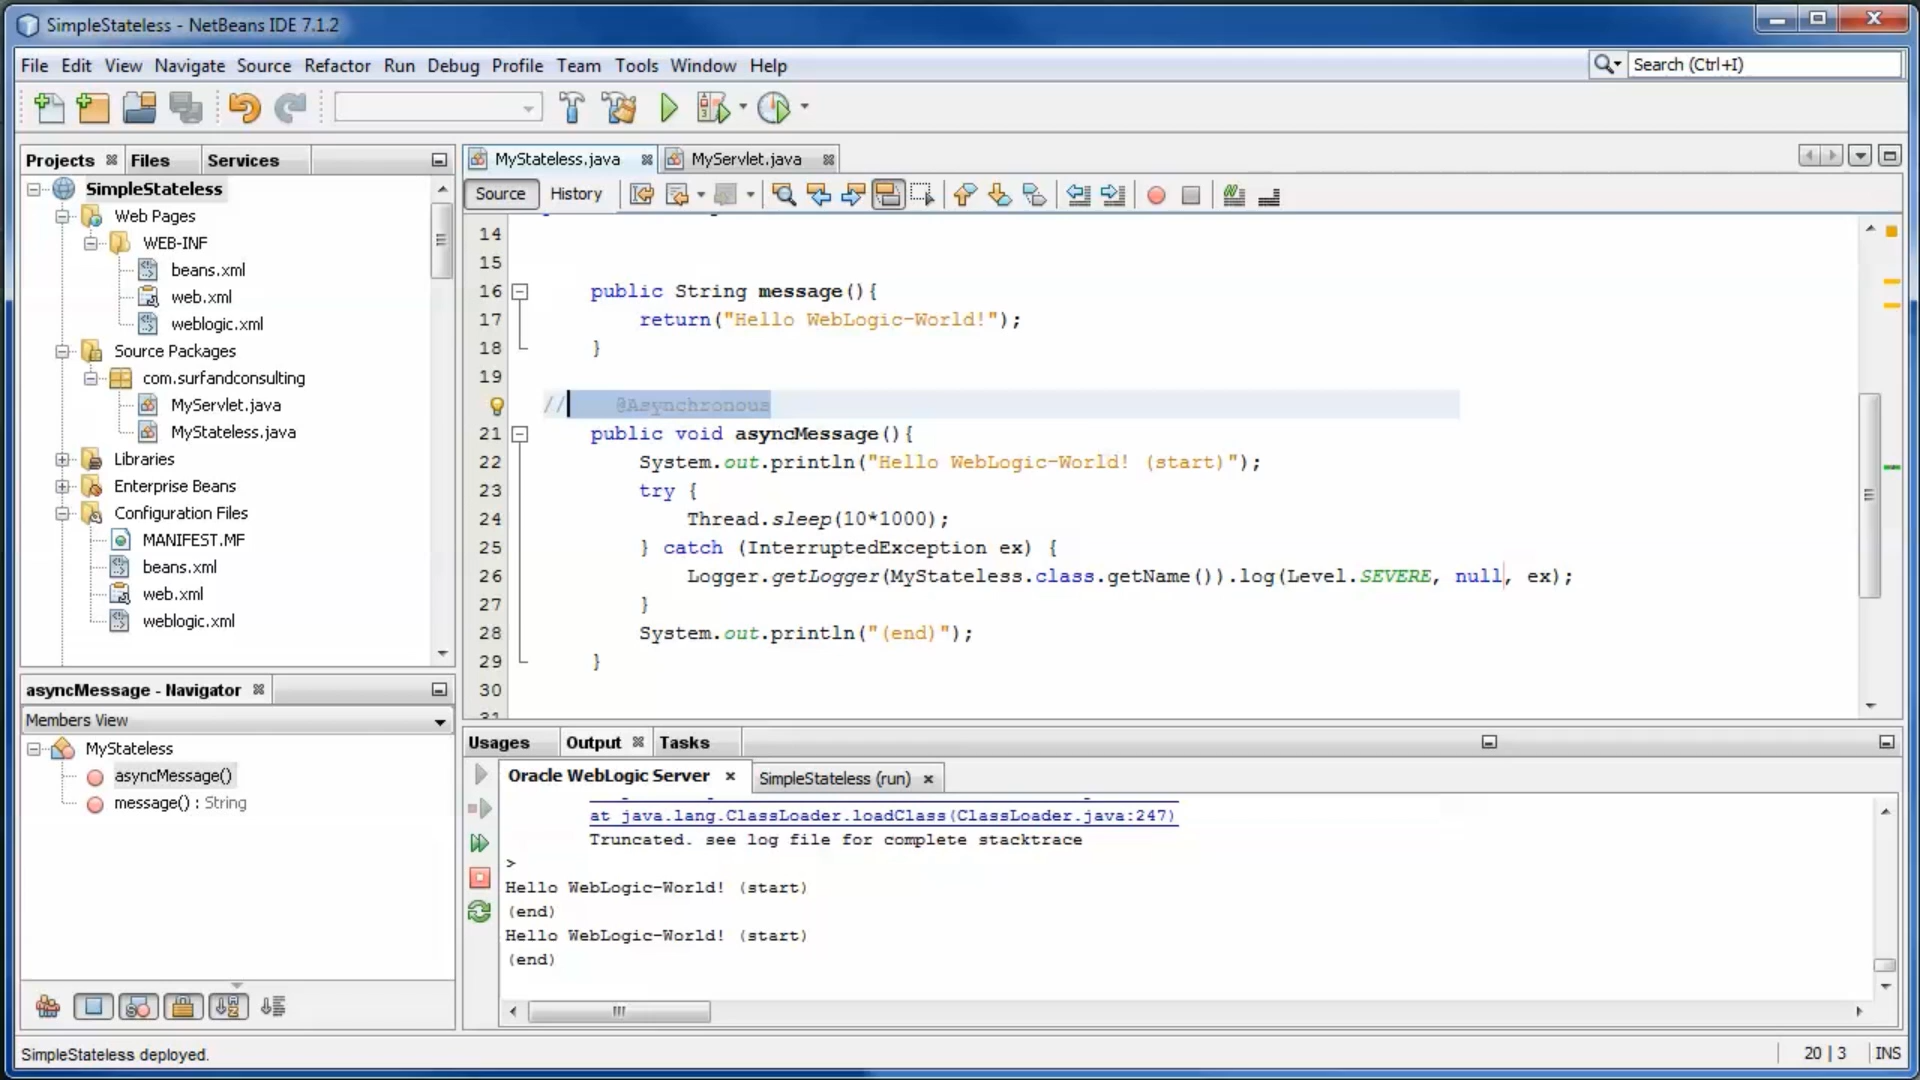 SimpleStateless - NetBeans IDE 7.1.2
File Edit View Navigate Source Refactor Run Debug Profile Team Tools Window Help
Search (Ctrl+I)
Projects Files Services
SimpleStateless
Web Pages
WEB-INF
beans.xml
web.xml
weblogic.xml
Source Packages
com.surfandconsulting
MyServlet.java
MyStateless.java
Libraries
Enterprise Beans
Configuration Files
MANIFEST.MF
beans.xml
web.xml
weblogic.xml
asyncMessage - Navigator
Members View
MyStateless
asyncMessage()
message() : String
MyStateless.java MyServlet.java
Source History
14
15
16 public String message(){
17 return("Hello WebLogic-World!");
18 }
19
// @Asynchronous
21 public void asyncMessage(){
22 System.out.println("Hello WebLogic-World! (start)");
23 try {
24 Thread.sleep(10*1000);
25 } catch (InterruptedException ex) {
26 Logger.getLogger(MyStateless.class.getName()).log(Level.SEVERE, null, ex);
27 }
28 System.out.println("(end)");
29 }
30
31
Usages Output Tasks
Oracle WebLogic Server SimpleStateless (run)
at java.lang.ClassLoader.loadClass(ClassLoader.java:247)
Truncated. see log file for complete stacktrace
>
Hello WebLogic-World! (start)
(end)
Hello WebLogic-World! (start)
(end)
SimpleStateless deployed.
20 | 3 INS